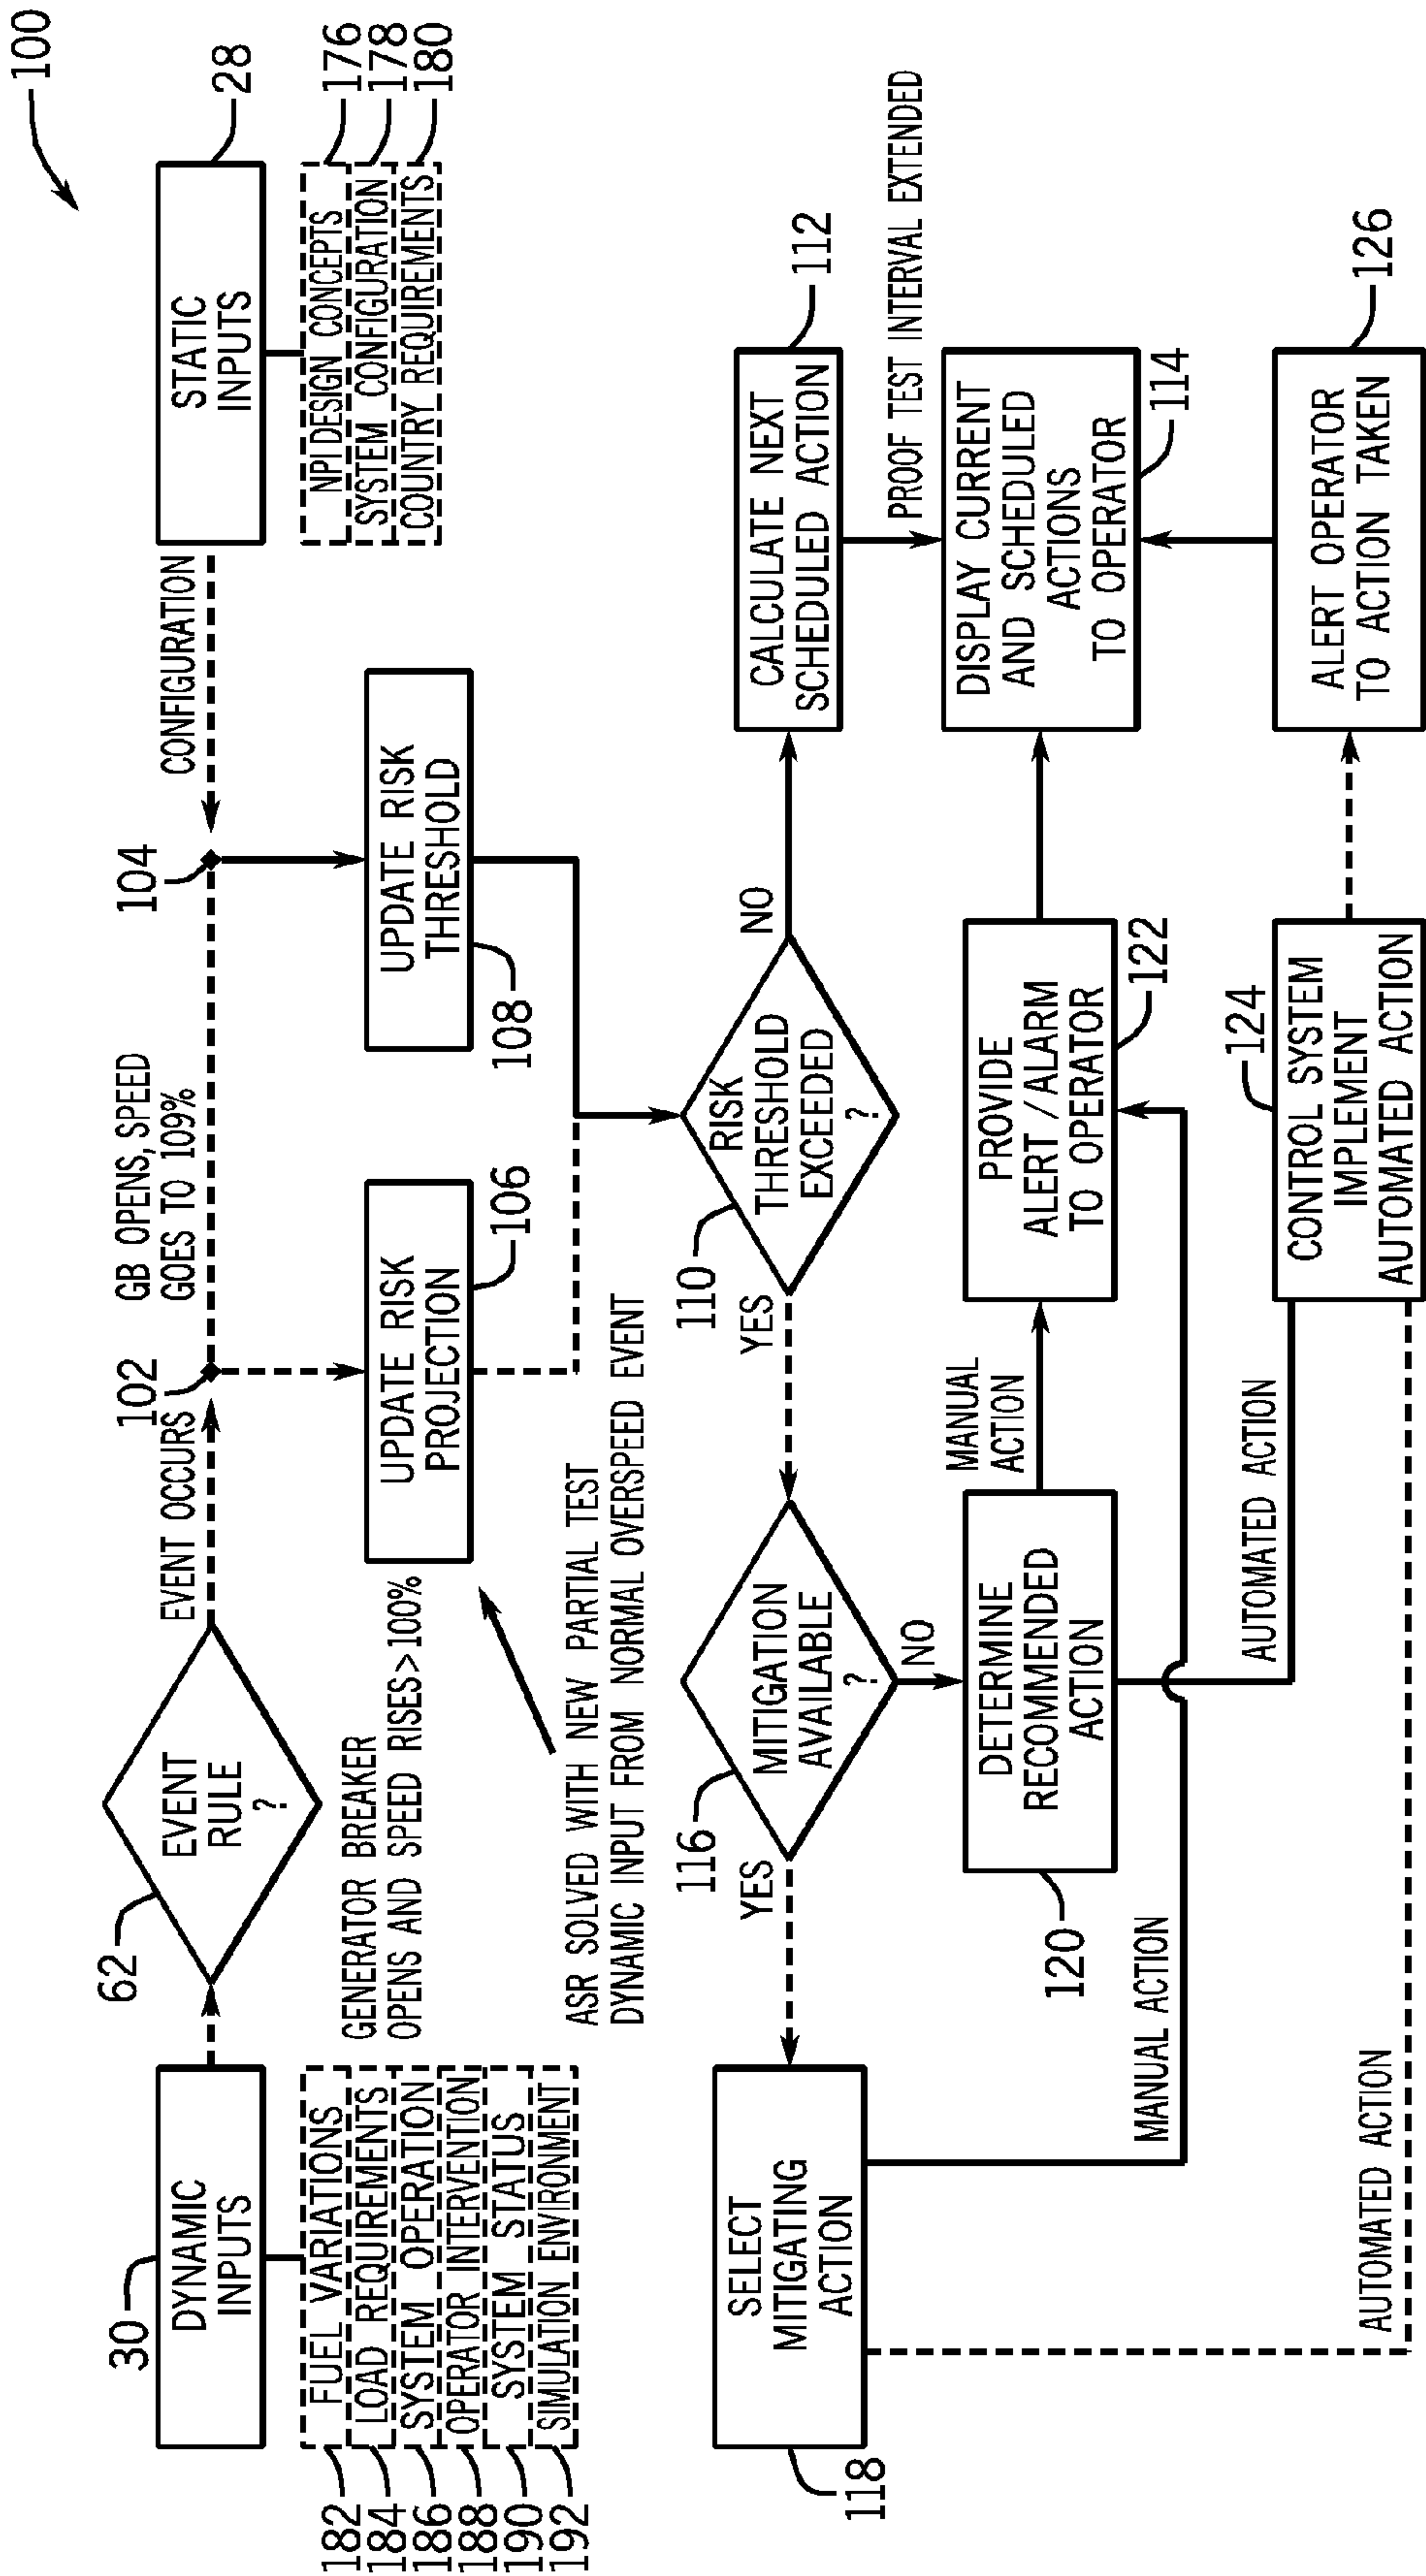 100
30
DYNAMIC
INPUTS
182
FUEL VARIATIONS
184
LOAD REQUIREMENTS
186
SYSTEM OPERATION
188
OPERATOR INTERVENTION
190
SYSTEM STATUS
192
SIMULATION ENVIRONMENT
62
EVENT
RULE
?
GENERATOR BREAKER
OPENS AND SPEED RISES>100%
EVENT OCCURS
102
GB OPENS, SPEED
GOES TO 109%
104
CONFIGURATION
STATIC
INPUTS
28
NPI DESIGN CONCEPTS
176
SYSTEM CONFIGURATION
178
COUNTRY REQUIREMENTS
180
UPDATE RISK
PROJECTION
106
UPDATE RISK
THRESHOLD
108
ASR SOLVED WITH NEW PARTIAL TEST
DYNAMIC INPUT FROM NORMAL OVERSPEED EVENT
110
RISK
THRESHOLD
EXCEEDED
?
YES
NO
CALCULATE NEXT
SCHEDULED ACTION
112
PROOF TEST INTERVAL EXTENDED
116
MITIGATION
AVAILABLE
?
YES
NO
SELECT
MITIGATING
ACTION
118
DETERMINE
RECOMMENDED
ACTION
120
MANUAL
ACTION
PROVIDE
ALERT/ALARM
TO OPERATOR
122
DISPLAY CURRENT
AND SCHEDULED
ACTIONS
TO OPERATOR
114
MANUAL ACTION
AUTOMATED ACTION
124
CONTROL SYSTEM
IMPLEMENT
AUTOMATED ACTION
ALERT OPERATOR
TO ACTION TAKEN
126
AUTOMATED ACTION